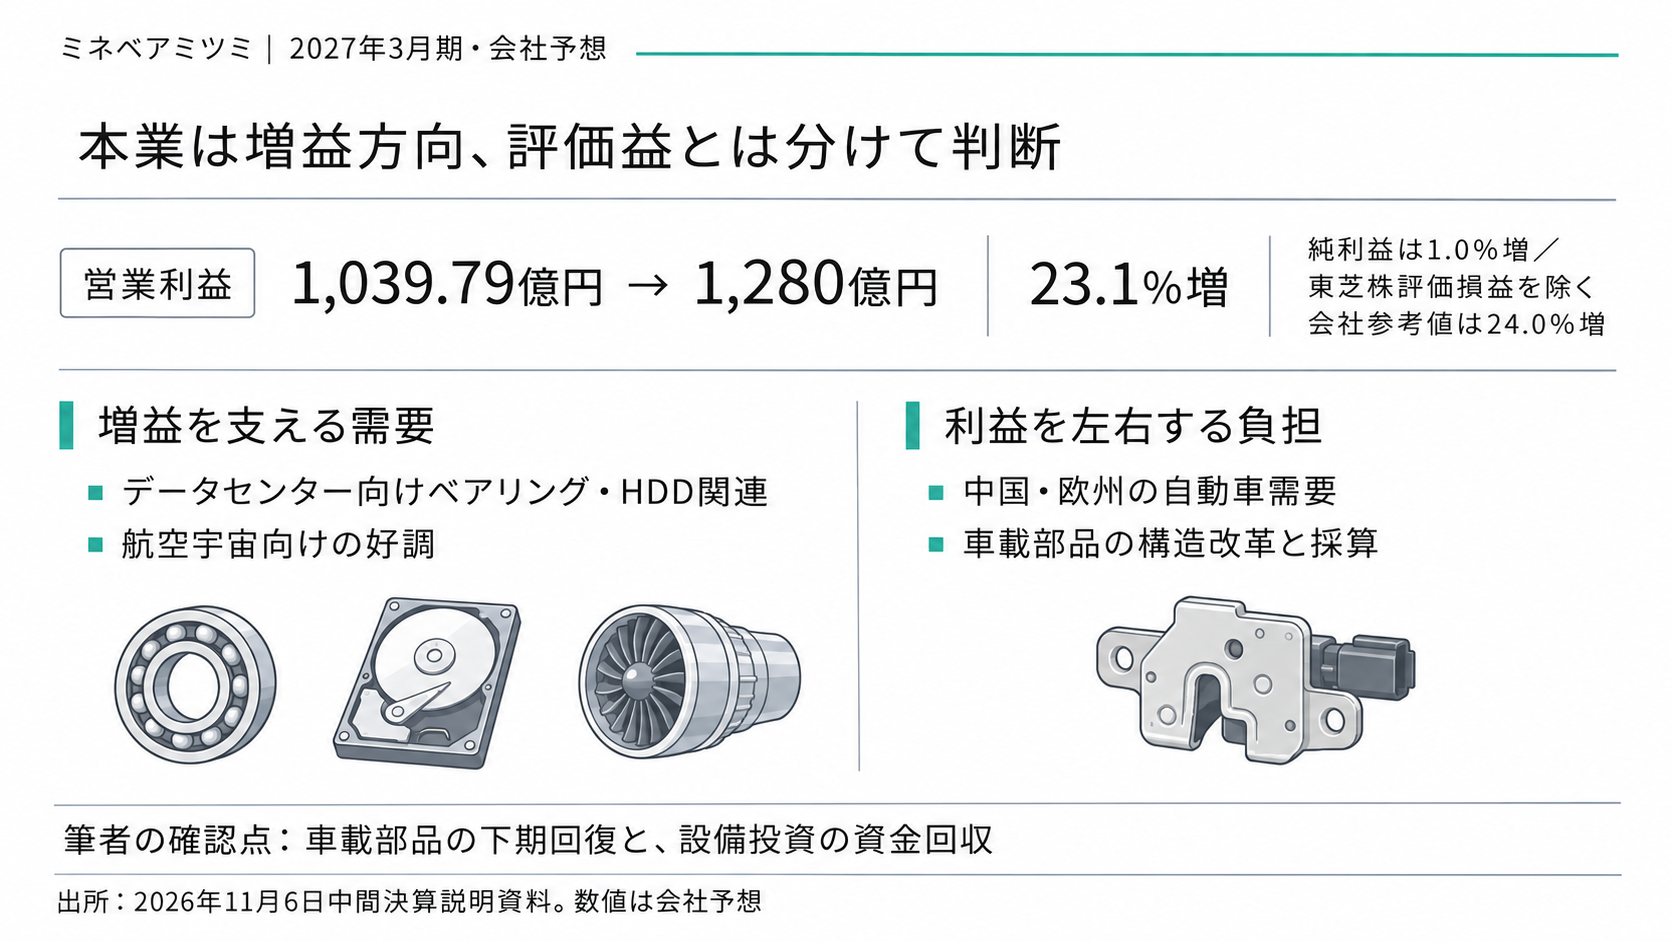 ミネベアミツミ｜2027年3月期・会社予想
本業は増益方向、評価益とは分けて判断
営業利益
1,039.79億円 → 1,280億円
23.1%増
純利益は1.0%増／
東芝株評価損益を除く
会社参考値は24.0%増
増益を支える需要
データセンター向けベアリング・HDD関連
航空宇宙向けの好調
利益を左右する負担
中国・欧州の自動車需要
車載部品の構造改革と採算
筆者の確認点：車載部品の下期回復と、設備投資の資金回収
出所：2026年11月6日中間決算説明資料。数値は会社予想